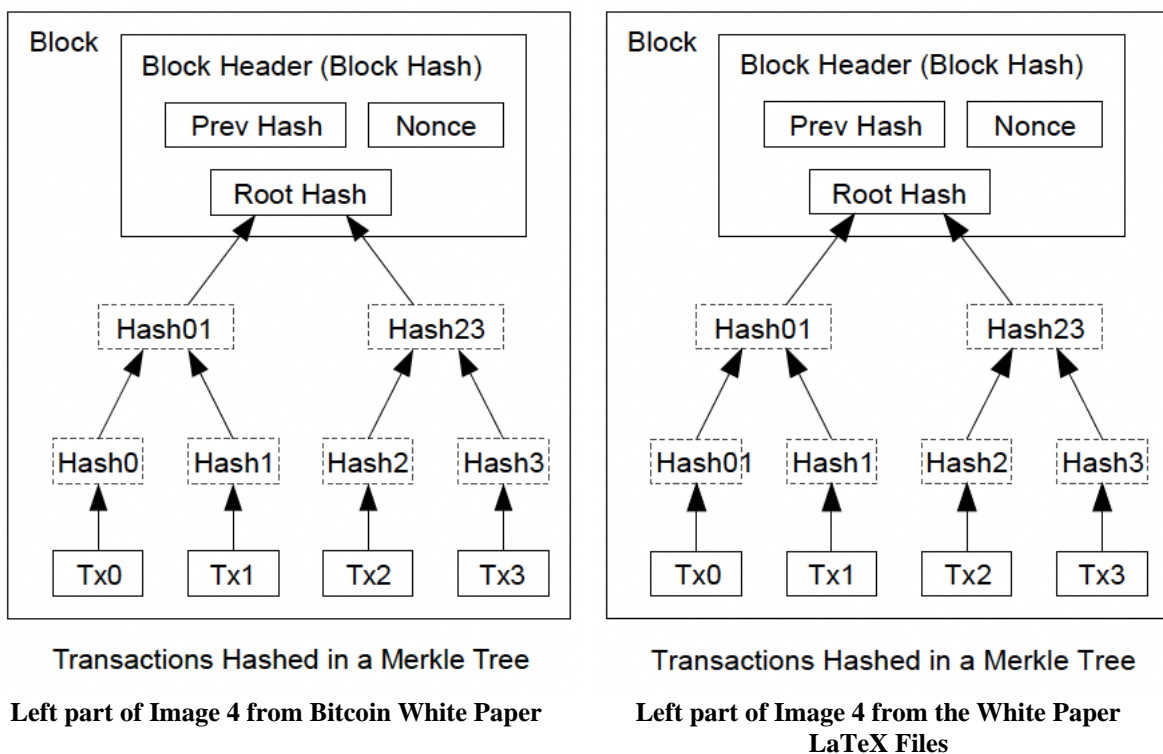 Block
Block Header (Block Hash)
Prev Hash
Nonce
Root Hash
Hash01
Hash23
Hash0
Hash1
Hash2
Hash3
Tx0
Tx1
Tx2
Tx3
Transactions Hashed in a Merkle Tree
Left part of Image 4 from Bitcoin White Paper
Block
Block Header (Block Hash)
Prev Hash
Nonce
Root Hash
Hash01
Hash23
Hash01
Hash1
Hash2
Hash3
Tx0
Tx1
Tx2
Tx3
Transactions Hashed in a Merkle Tree
Left part of Image 4 from the White Paper
LaTeX Files